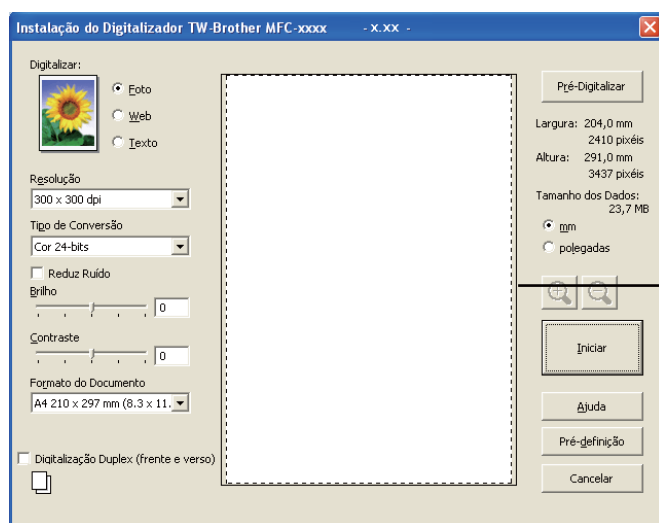 Instalação do Digitalizador TW-Brother MFC-xxxx - x.xx -
Digitalizar:
Foto
Web
Texto
Resolução
300 x 300 dpi
Tipo de Conversão
Cor 24-bits
Reduz Ruído
Brilho
0
Contraste
0
Formato do Documento
A4 210 x 297 mm (8.3 x 11.
Digitalização Duplex (frente e verso)
Pré-Digitalizar
Largura: 204,0 mm
2410 pixéis
Altura: 291,0 mm
3437 pixéis
Tamanho dos Dados:
23,7 MB
mm
polegadas
Iniciar
Ajuda
Pré-definição
Cancelar